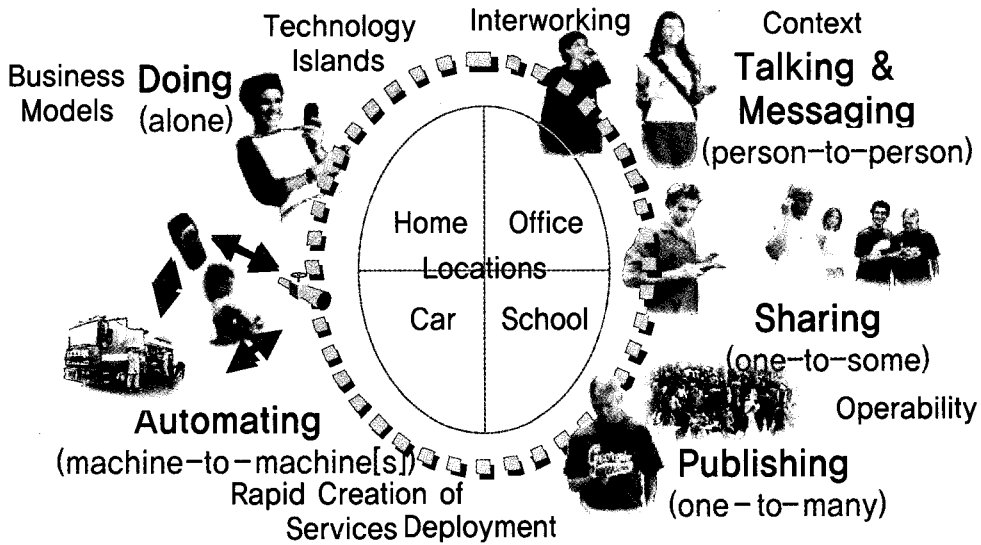 Technology
Islands
Interworking
Context
Business
Models
Doing
(alone)
Talking &
Messaging
(person-to-person)
Home
Office
Locations
Car
School
Sharing
(one-to-some)
Operability
Automating
(machine-to-machine[s])
Publishing
(one-to-many)
Rapid Creation of
Services Deployment